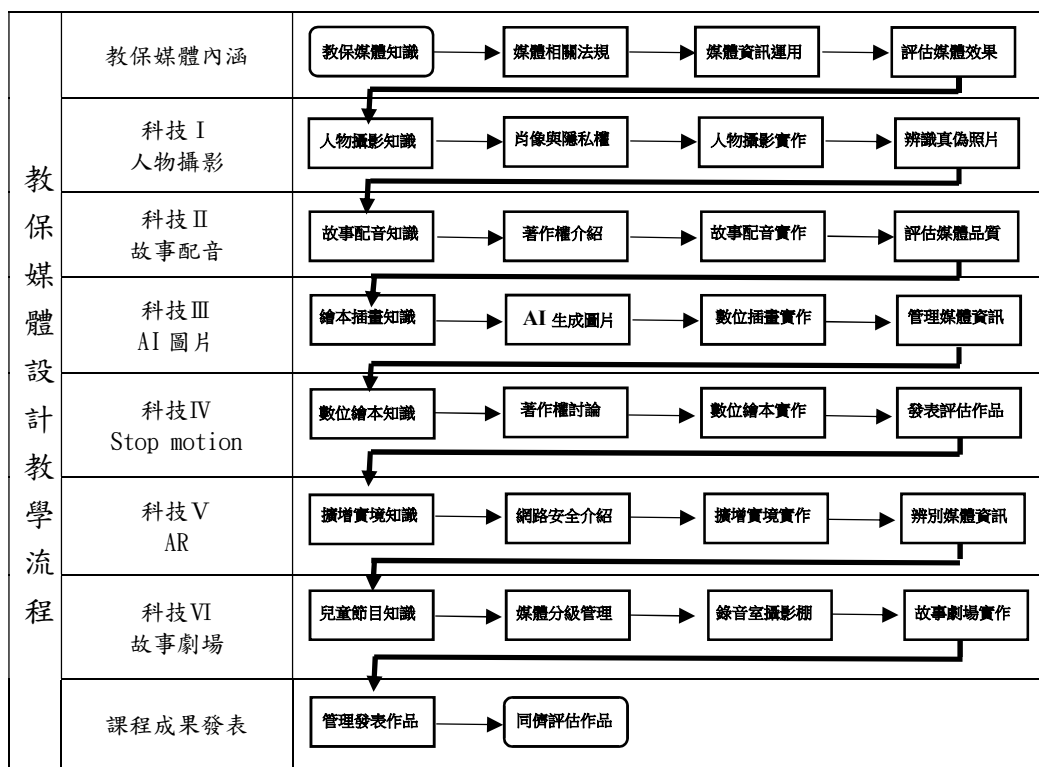 教保媒體設計教學流程
教保媒體內涵
教保媒體知識
媒體相關法規
媒體資訊運用
評估媒體效果
科技Ⅰ
人物攝影
人物攝影知識
肖像與隱私權
人物攝影實作
辨識真偽照片
科技Ⅱ
故事配音
故事配音知識
著作權介紹
故事配音實作
評估媒體品質
科技Ⅲ
AI 圖片
繪本插畫知識
AI 生成圖片
數位插畫實作
管理媒體資訊
科技Ⅳ
Stop motion
數位繪本知識
著作權討論
數位繪本實作
發表評估作品
科技Ⅴ
AR
擴增實境知識
網路安全介紹
擴增實境實作
辨別媒體資訊
科技Ⅵ
故事劇場
兒童節目知識
媒體分級管理
錄音室攝影棚
故事劇場實作
課程成果發表
管理發表作品
同儕評估作品